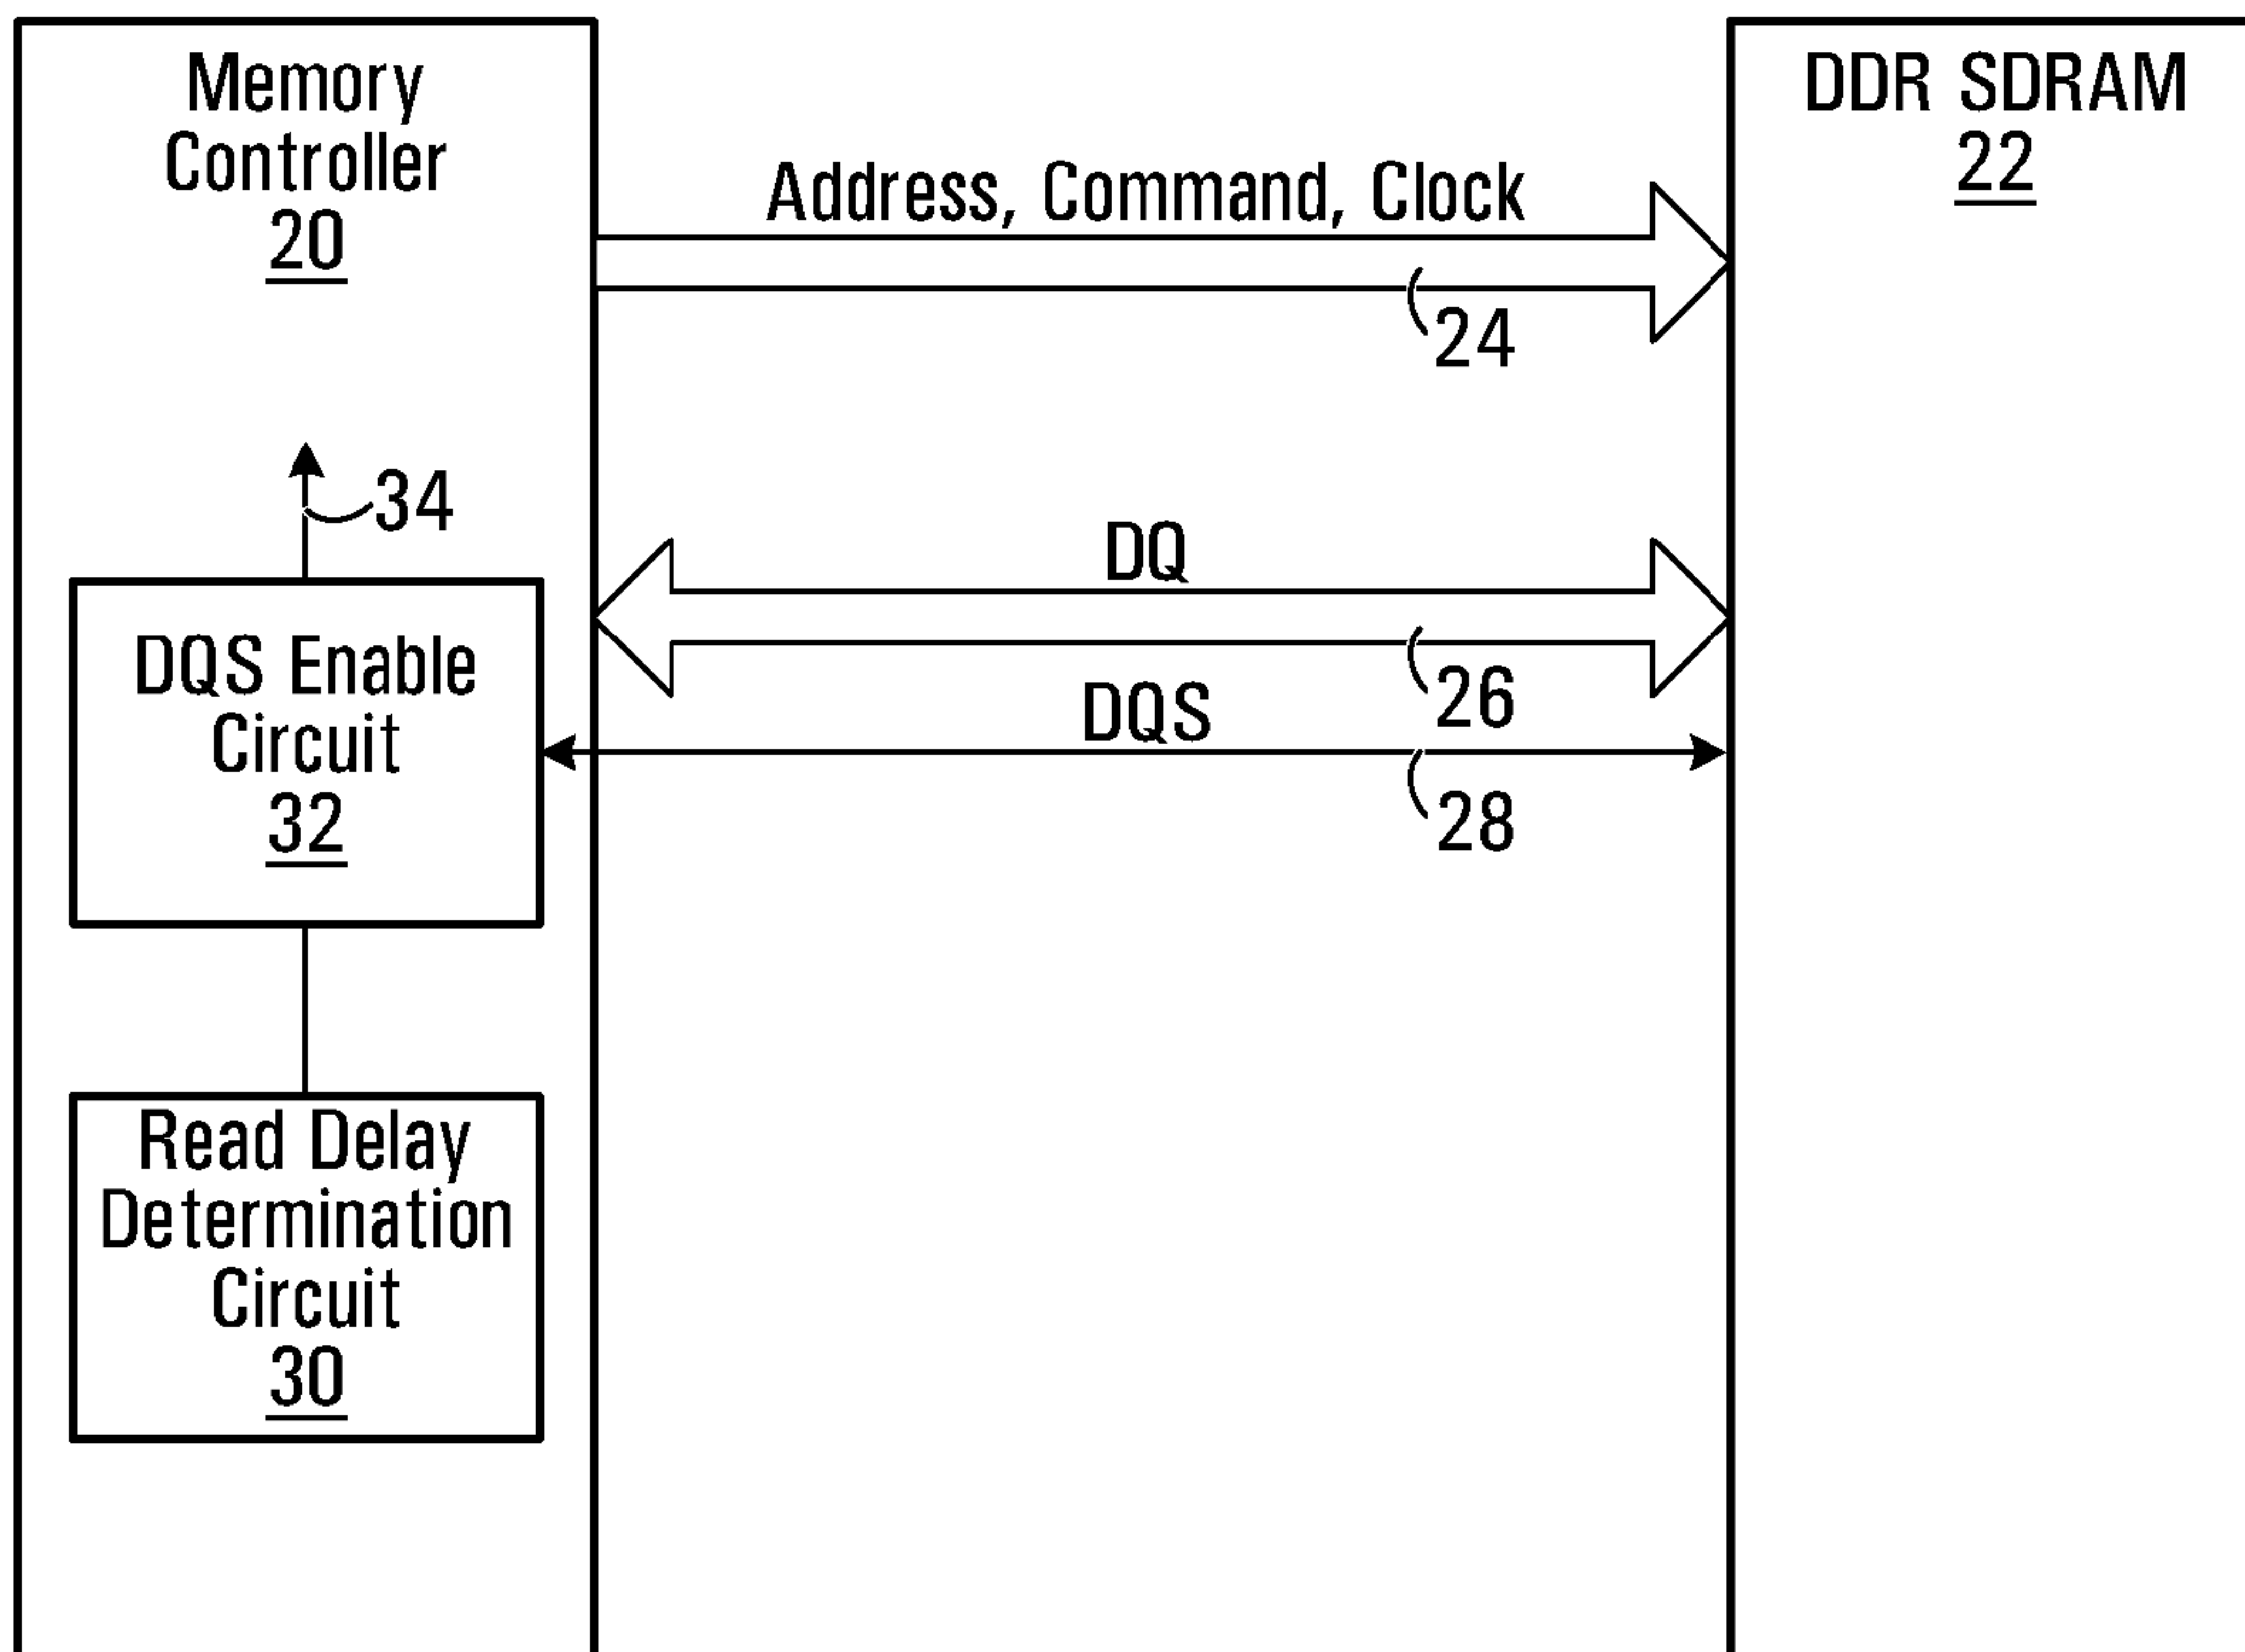 Memory
Controller
20
DDR SDRAM
22
Address, Command, Clock
24
34
DQ
26
DQS Enable
Circuit
32
DQS
28
Read Delay
Determination
Circuit
30